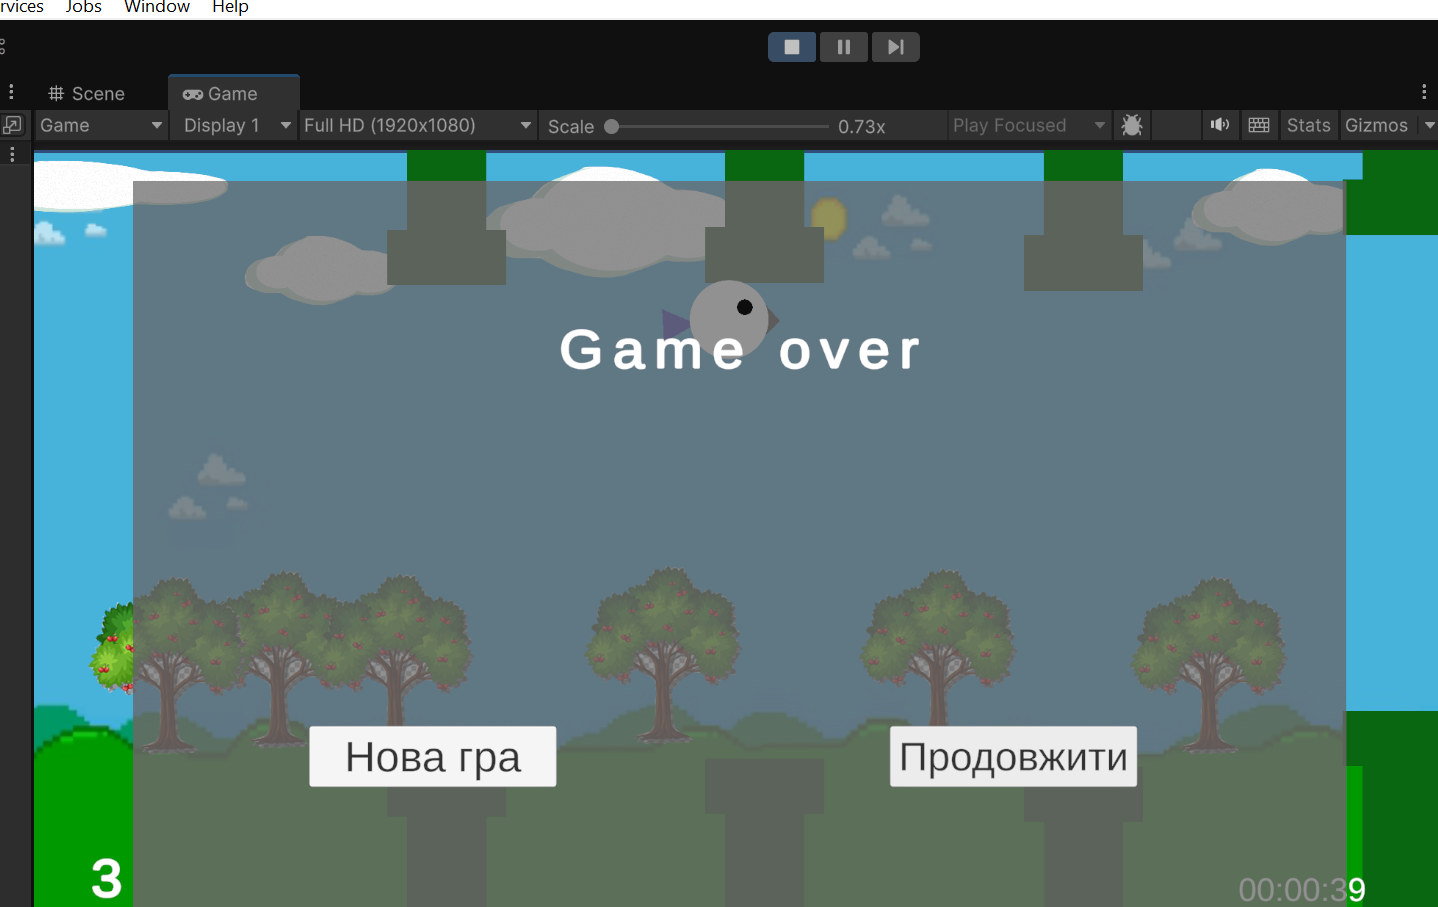 rvices Jobs Window Help
Scene Game
Game Display 1 Full HD (1920x1080) Scale 0.73x Play Focused Stats Gizmos
Game over
Нова гра Продовжити
3
00:00:39